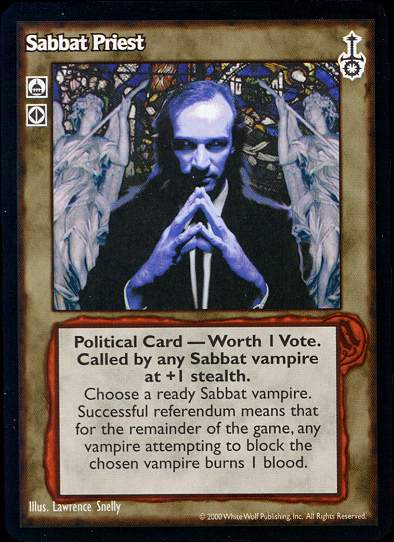 Sabbat Priest
Political Card — Worth 1 Vote.
Called by any Sabbat vampire
at +1 stealth.
Choose a ready Sabbat vampire.
Successful referendum means that
for the remainder of the game, any
vampire attempting to block the
chosen vampire burns 1 blood.
Illus. Lawrence Snelly
© 2000 White Wolf Publishing, Inc. All Rights Reserved.